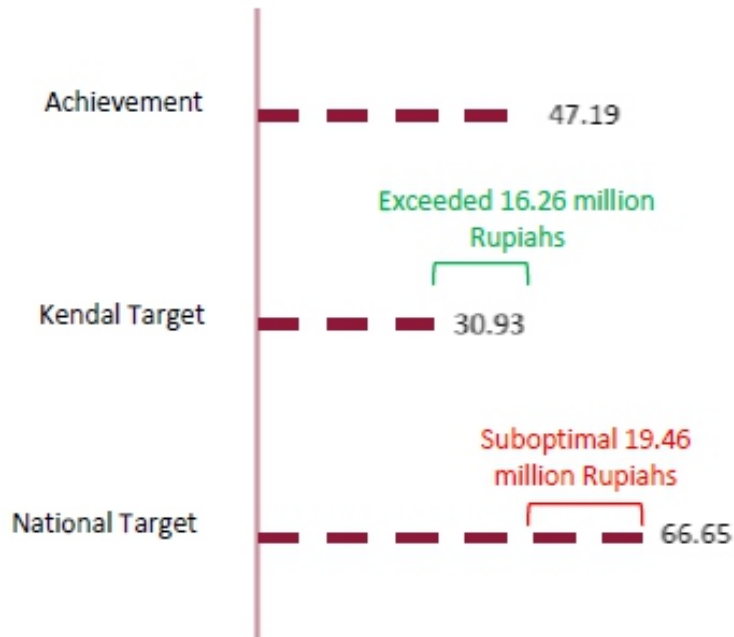 Achievement
47.19
Exceeded 16.26 million
Rupiahs
Kendal Target
30.93
Suboptimal 19.46
million Rupiahs
National Target
66.65